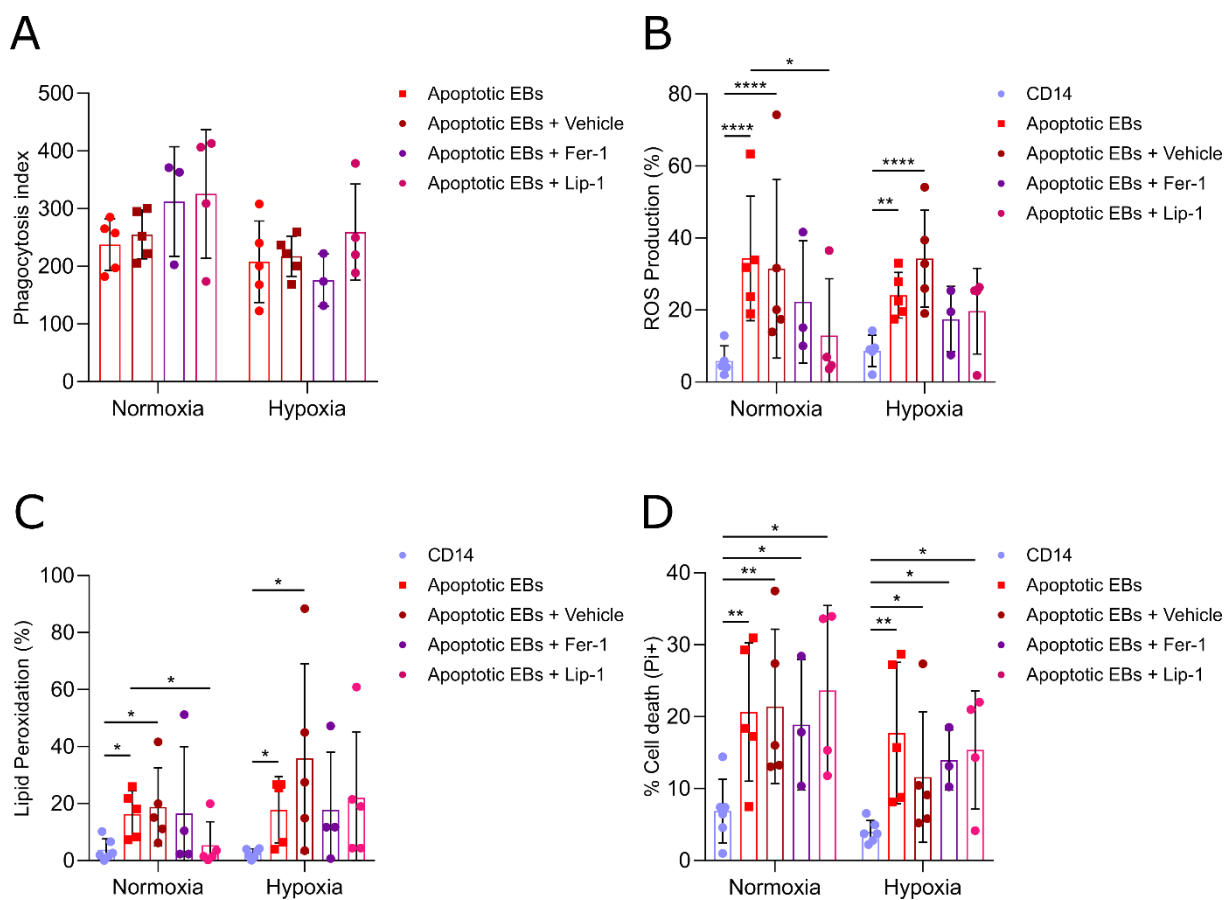 A
Phagocytosis index
500
400
300
200
100
0
Normoxia
Hypoxia
Apoptotic EBs
Apoptotic EBs + Vehicle
Apoptotic EBs + Fer-1
Apoptotic EBs + Lip-1
B
ROS Production (%)
80
60
40
20
0
*
****
****
****
**
Normoxia
Hypoxia
CD14
Apoptotic EBs
Apoptotic EBs + Vehicle
Apoptotic EBs + Fer-1
Apoptotic EBs + Lip-1
C
Lipid Peroxidation (%)
100
80
60
40
20
0
*
*
*
*
*
Normoxia
Hypoxia
CD14
Apoptotic EBs
Apoptotic EBs + Vehicle
Apoptotic EBs + Fer-1
Apoptotic EBs + Lip-1
D
% Cell death (Pi+)
40
30
20
10
0
*
*
**
**
*
*
*
**
Normoxia
Hypoxia
CD14
Apoptotic EBs
Apoptotic EBs + Vehicle
Apoptotic EBs + Fer-1
Apoptotic EBs + Lip-1